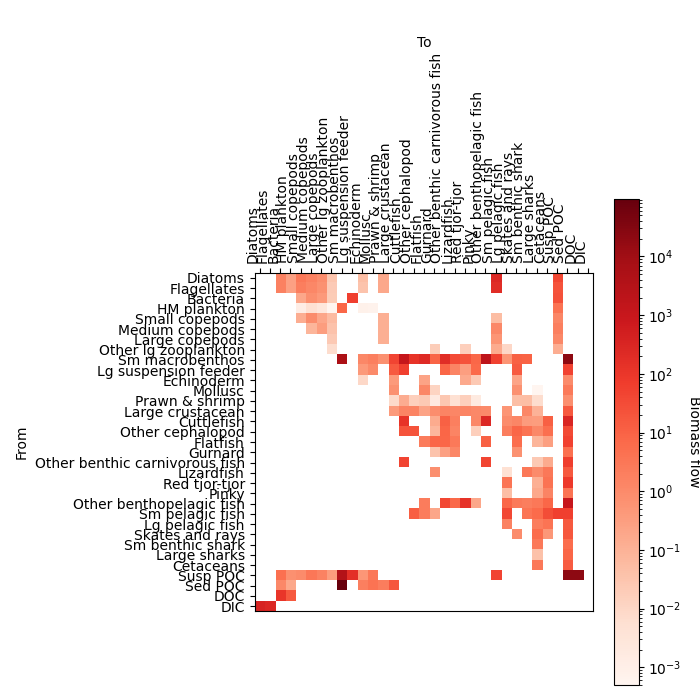 To
Diatoms
Flagellates
Bacteria
HM plankton
Small copepods
Medium copepods
Large copepods
Other lg zooplankton
Sm macrobenthos
Lg suspension feeder
Echinoderm
Mollusc
Prawn & shrimp
Large crustacean
Cuttlefish
Other cephalopod
Flatfish
Gurnard
Other benthic carnivorous fish
Lizardfish
Red tjor-tjor
Pinky
Other benthopelagic fish
Sm pelagic fish
Lg pelagic fish
Skates and rays
Sm benthic shark
Large sharks
Cetaceans
Susp POC
Sed POC
DOC
DIC
From
Diatoms
Flagellates
Bacteria
HM plankton
Small copepods
Medium copepods
Large copepods
Other lg zooplankton
Sm macrobenthos
Lg suspension feeder
Echinoderm
Mollusc
Prawn & shrimp
Large crustacean
Cuttlefish
Other cephalopod
Flatfish
Gurnard
Other benthic carnivorous fish
Lizardfish
Red tjor-tjor
Pinky
Other benthopelagic fish
Sm pelagic fish
Lg pelagic fish
Skates and rays
Sm benthic shark
Large sharks
Cetaceans
Susp POC
Sed POC
DOC
DIC
10⁴
10³
10²
10¹
10⁰
10⁻¹
10⁻²
10⁻³
Biomass flow